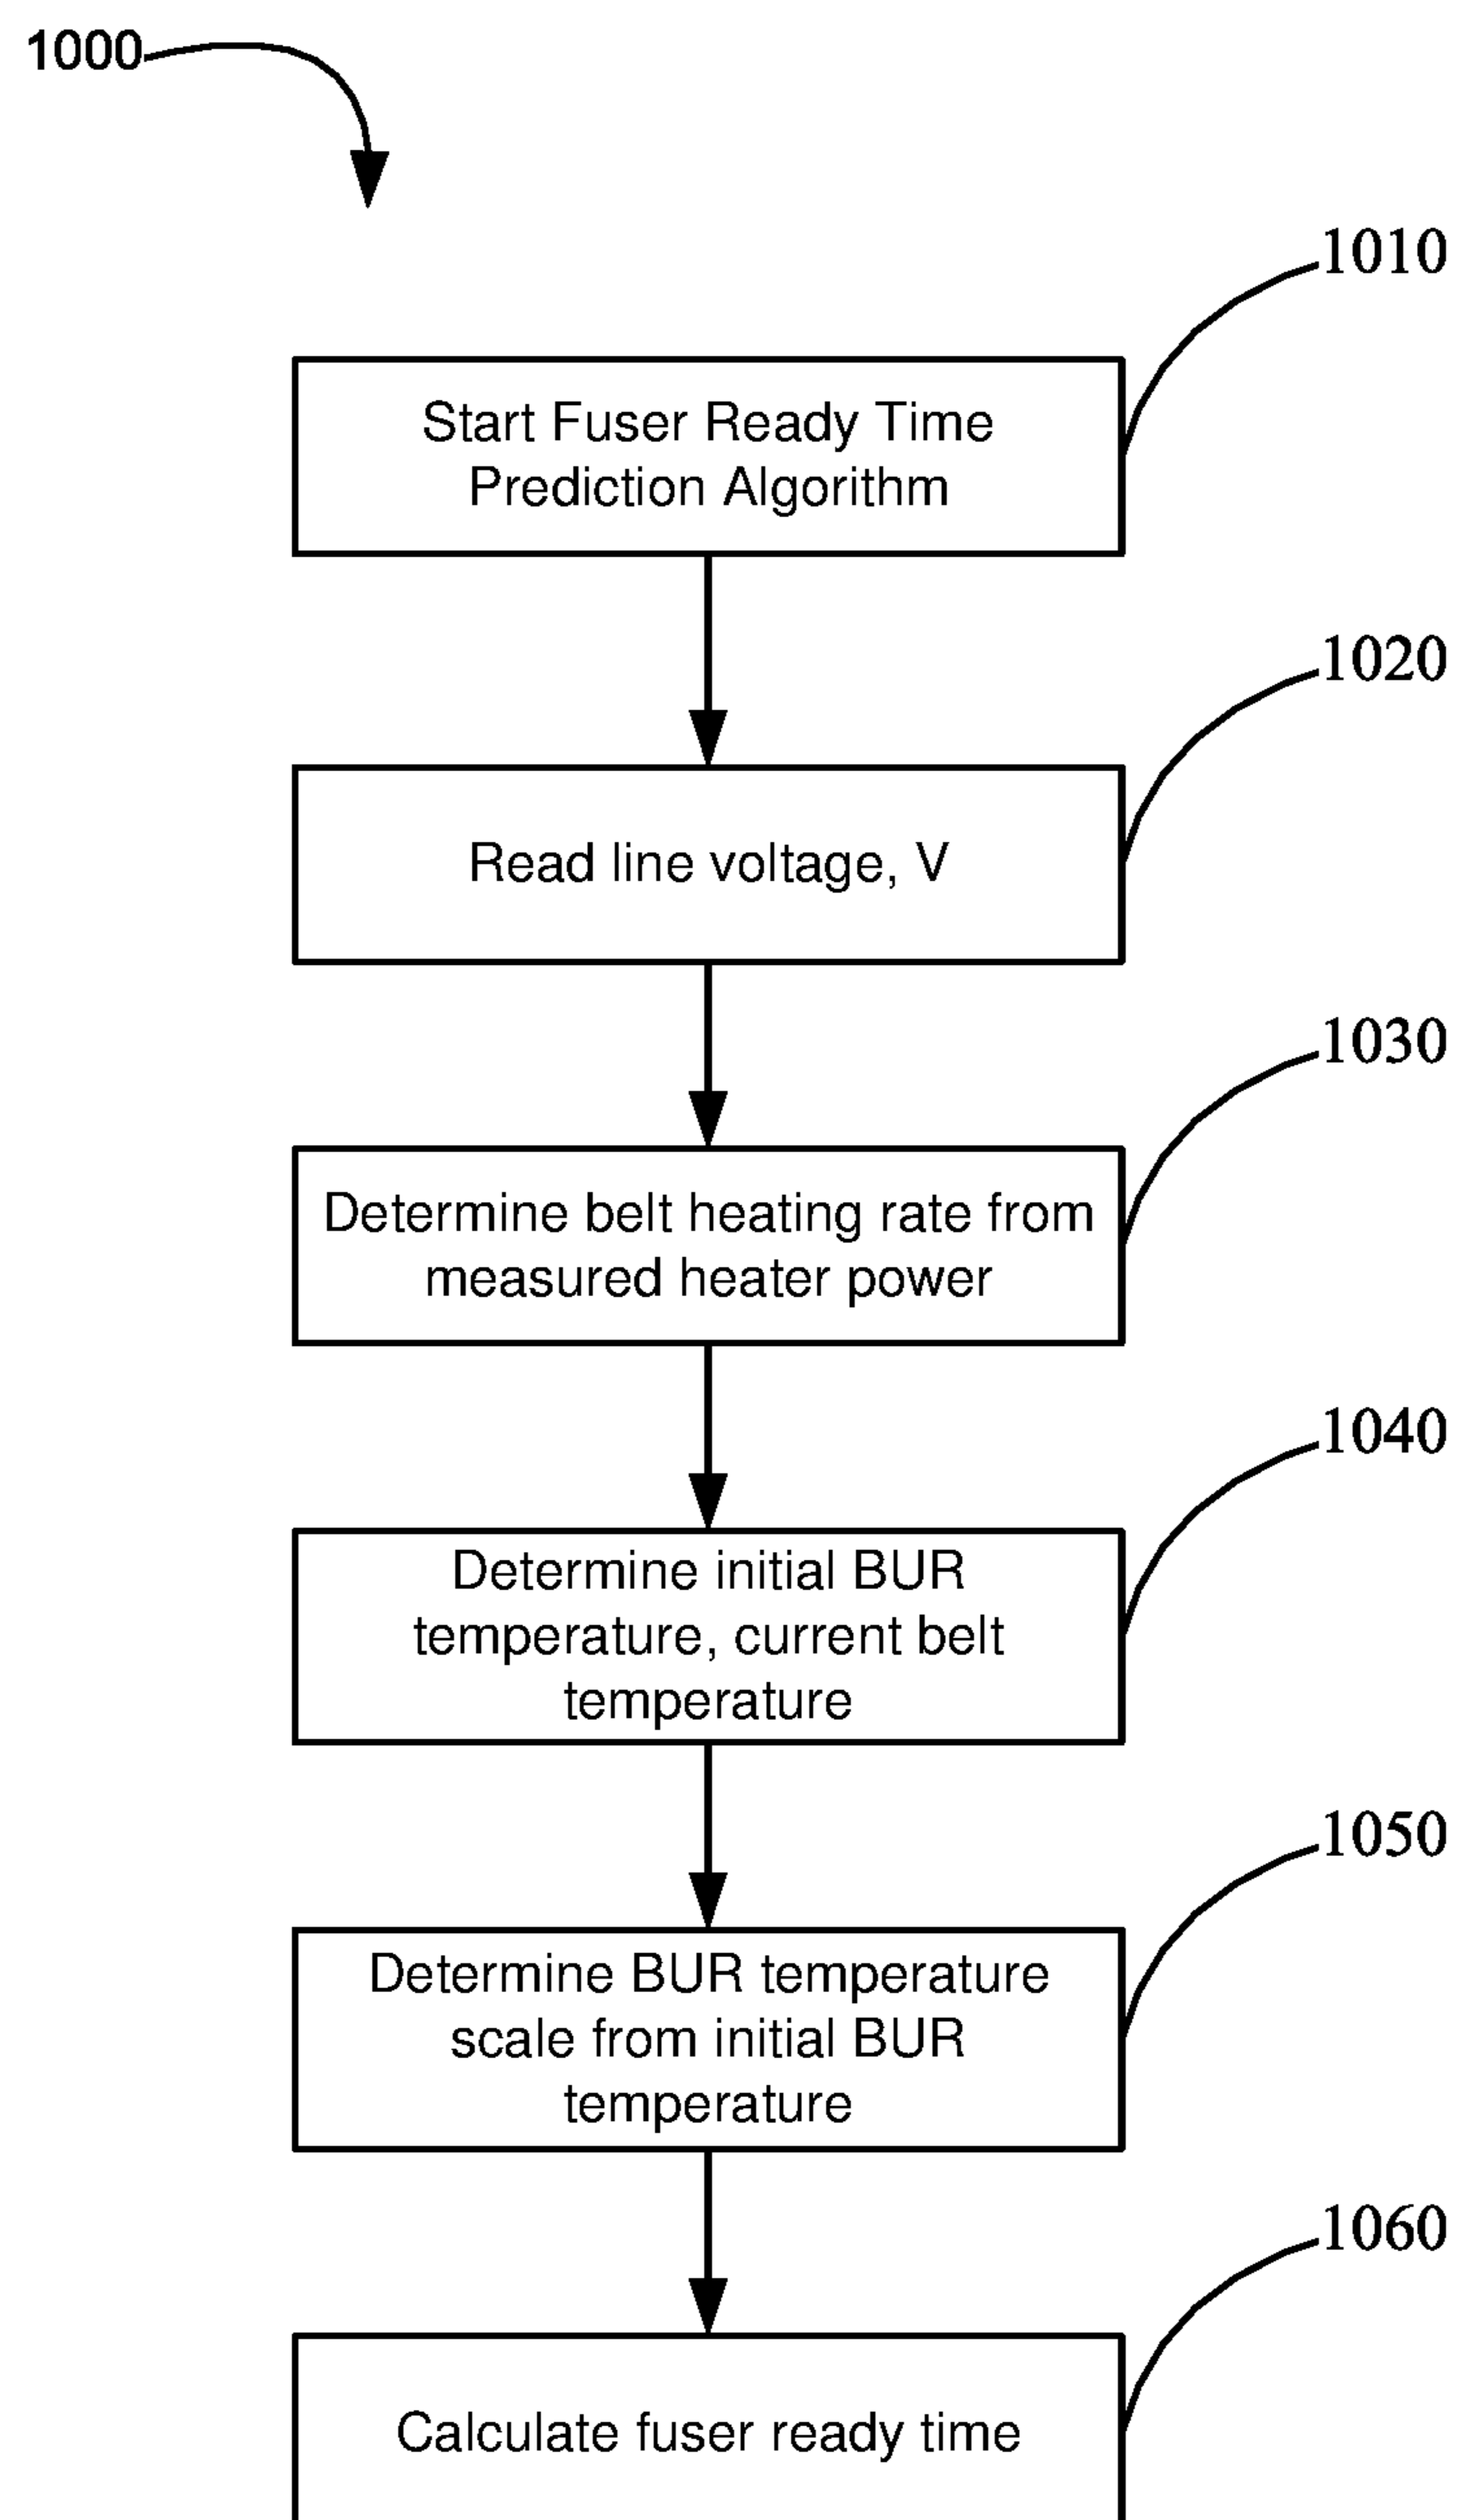 1000
1010
Start Fuser Ready Time
Prediction Algorithm
1020
Read line voltage, V
1030
Determine belt heating rate from
measured heater power
1040
Determine initial BUR
temperature, current belt
temperature
1050
Determine BUR temperature
scale from initial BUR
temperature
1060
Calculate fuser ready time